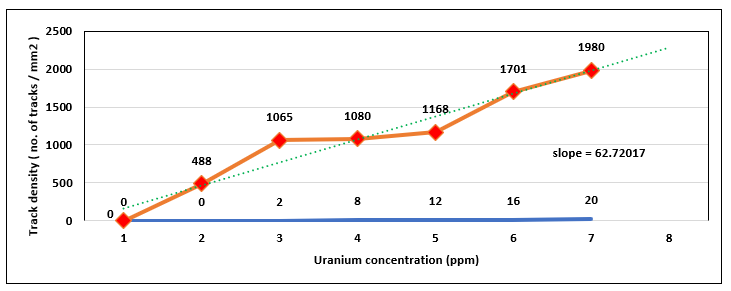 2500
2000
1500
1000
500
0
Track density ( no. of tracks / mm2 )
0 488 1065 1080 1168 1701 1980
0 0 2 8 12 16 20
slope = 62.72017
1 2 3 4 5 6 7 8
Uranium concentration (ppm)